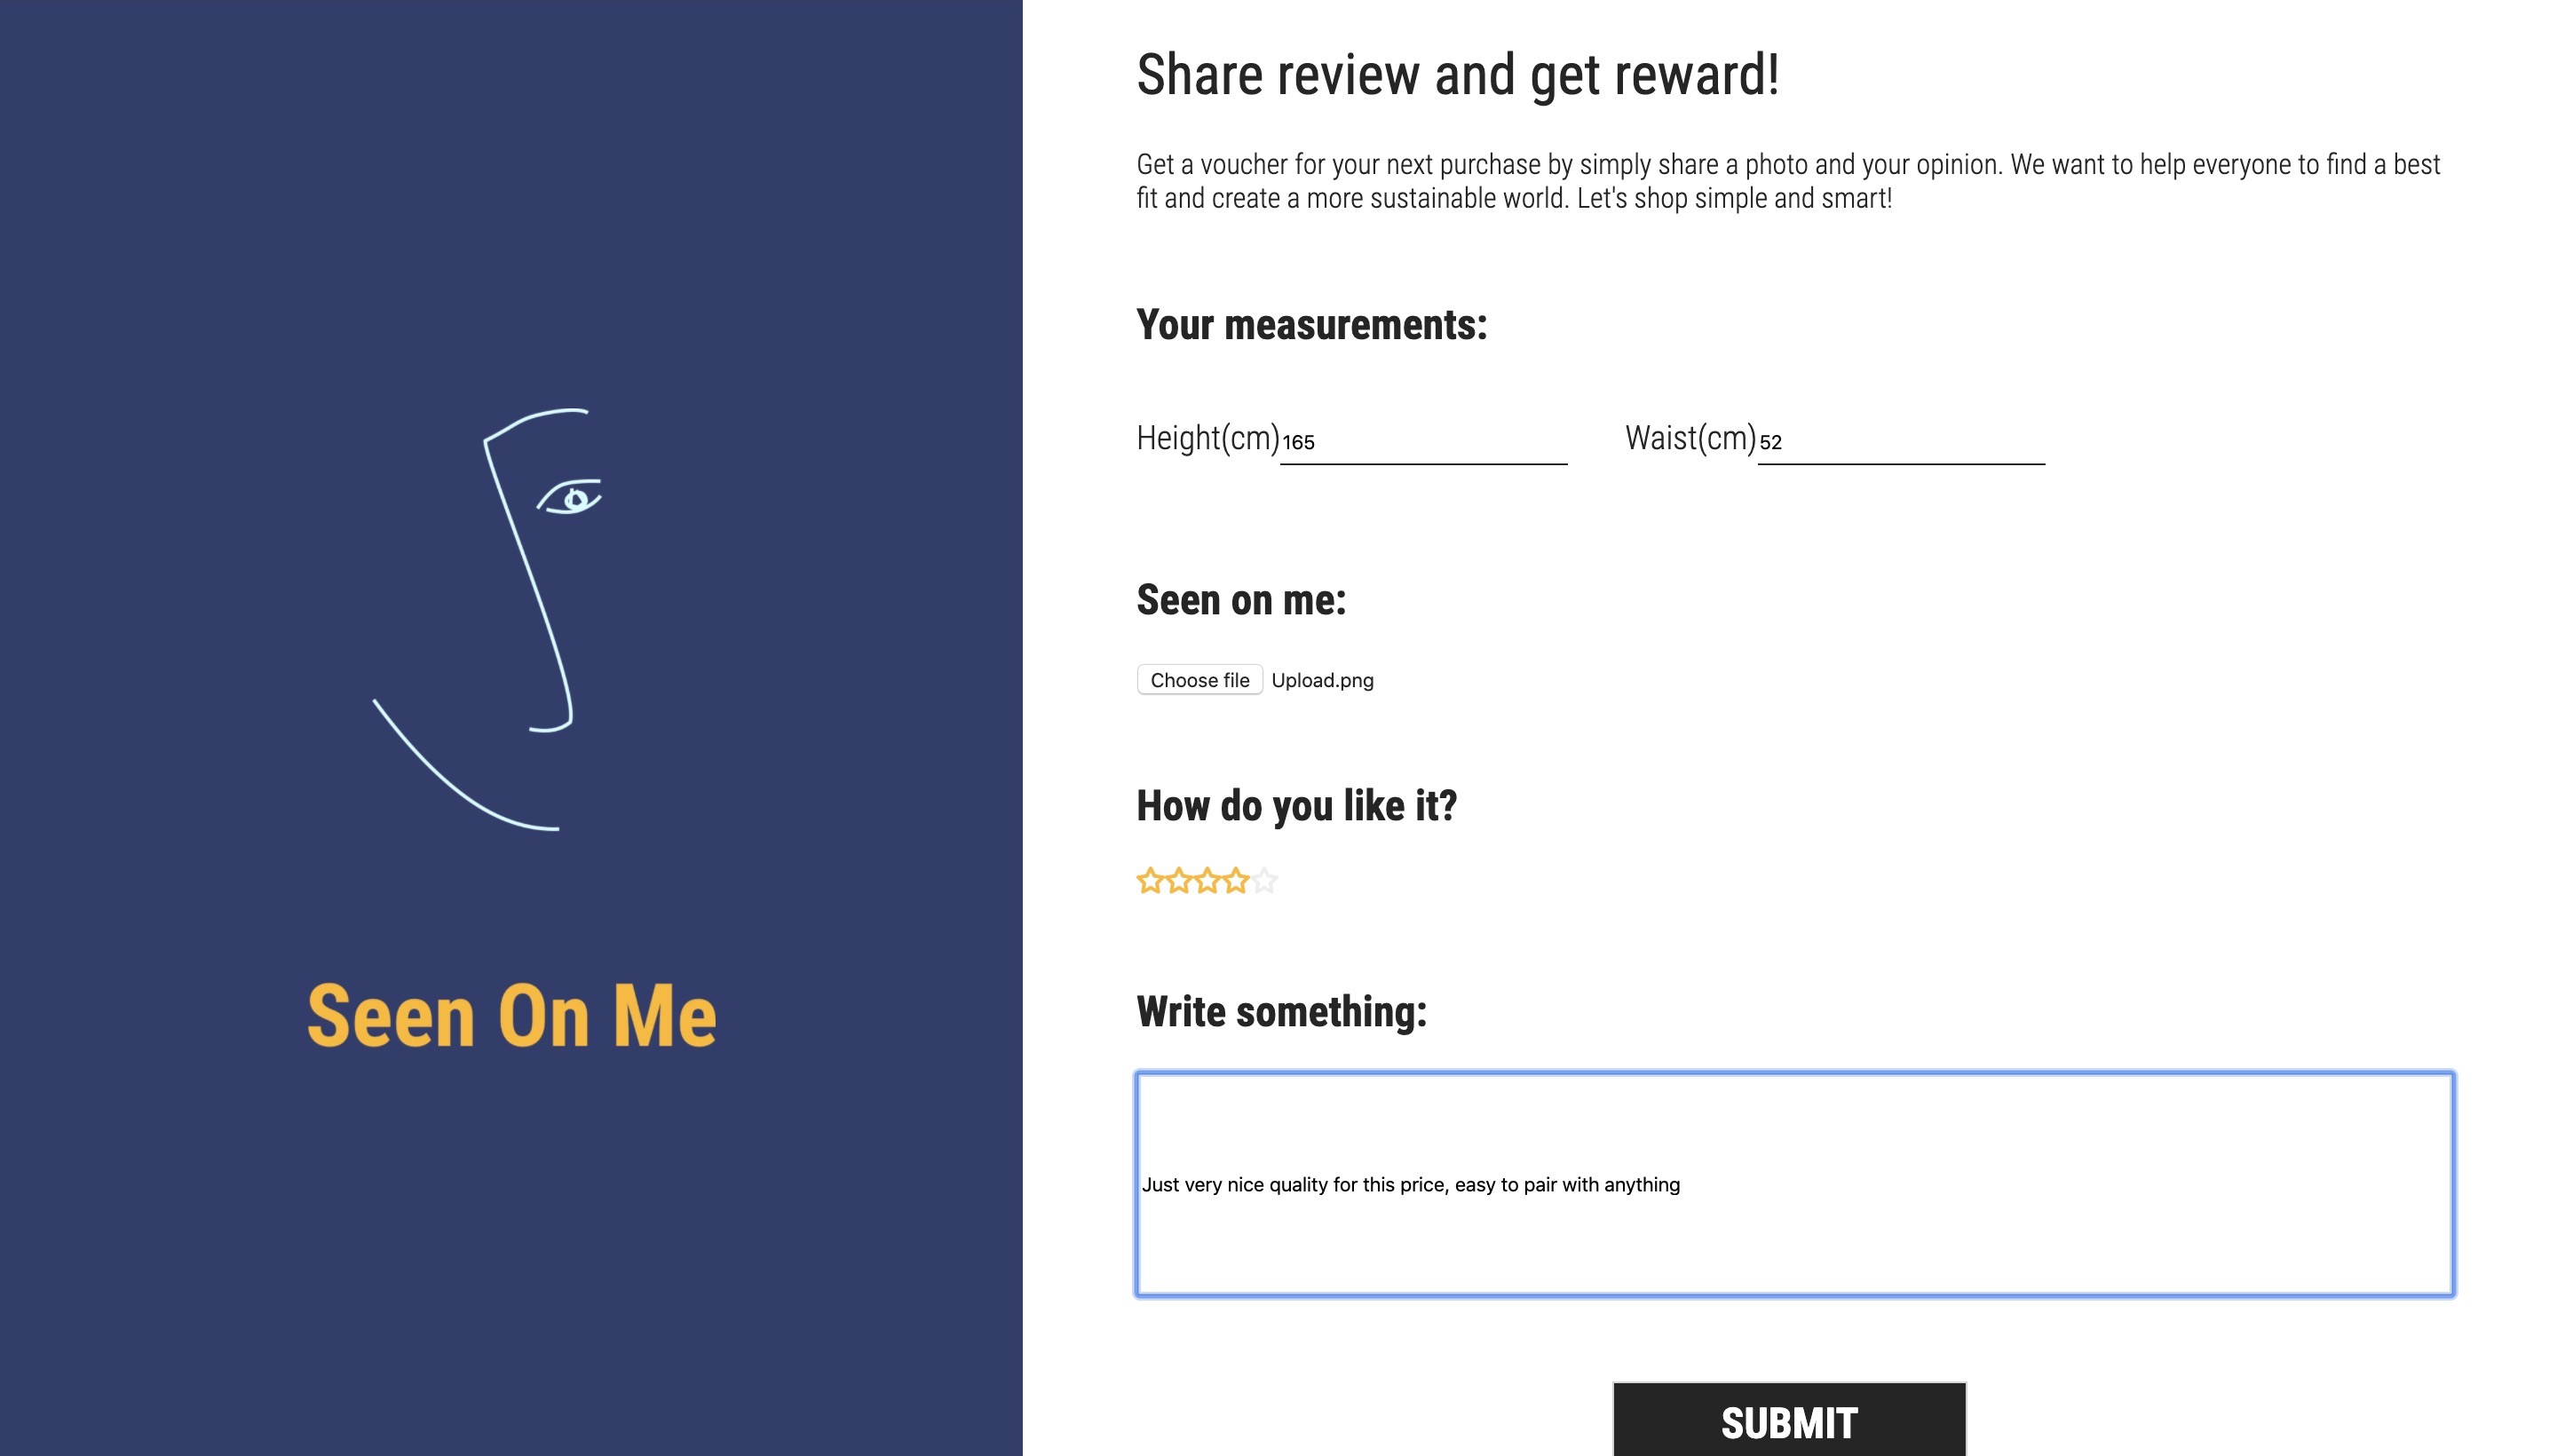 Share review and get reward!
Get a voucher for your next purchase by simply share a photo and your opinion. We want to help everyone to find a best
fit and create a more sustainable world. Let's shop simple and smart!
Your measurements:
Height(cm) 165 Waist(cm) 52
Seen on me:
Choose file Upload.png
How do you like it?
Seen On Me
Write something:
Just very nice quality for this price, easy to pair with anything
SUBMIT